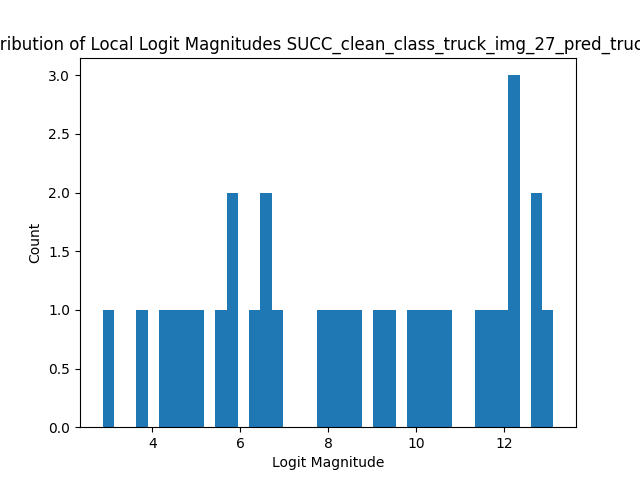 ribution of Local Logit Magnitudes SUCC_clean_class_truck_img_27_pred_truc
3.0
2.5
2.0
1.5
1.0
0.5
0.0
Count
4 6 8 10 12
Logit Magnitude